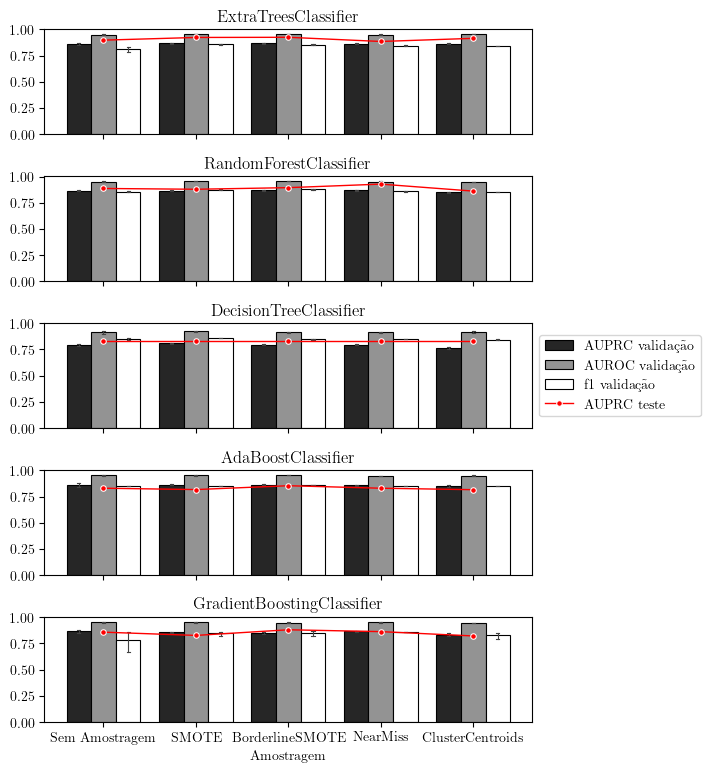 ExtraTreesClassifier
1.00
0.75
0.50
0.25
0.00
RandomForestClassifier
1.00
0.75
0.50
0.25
0.00
DecisionTreeClassifier
1.00
0.75
0.50
0.25
0.00
AUPRC validação
AUROC validação
f1 validação
AUPRC teste
AdaBoostClassifier
1.00
0.75
0.50
0.25
0.00
GradientBoostingClassifier
1.00
0.75
0.50
0.25
0.00
Sem Amostragem SMOTE BorderlineSMOTE NearMiss ClusterCentroids
Amostragem